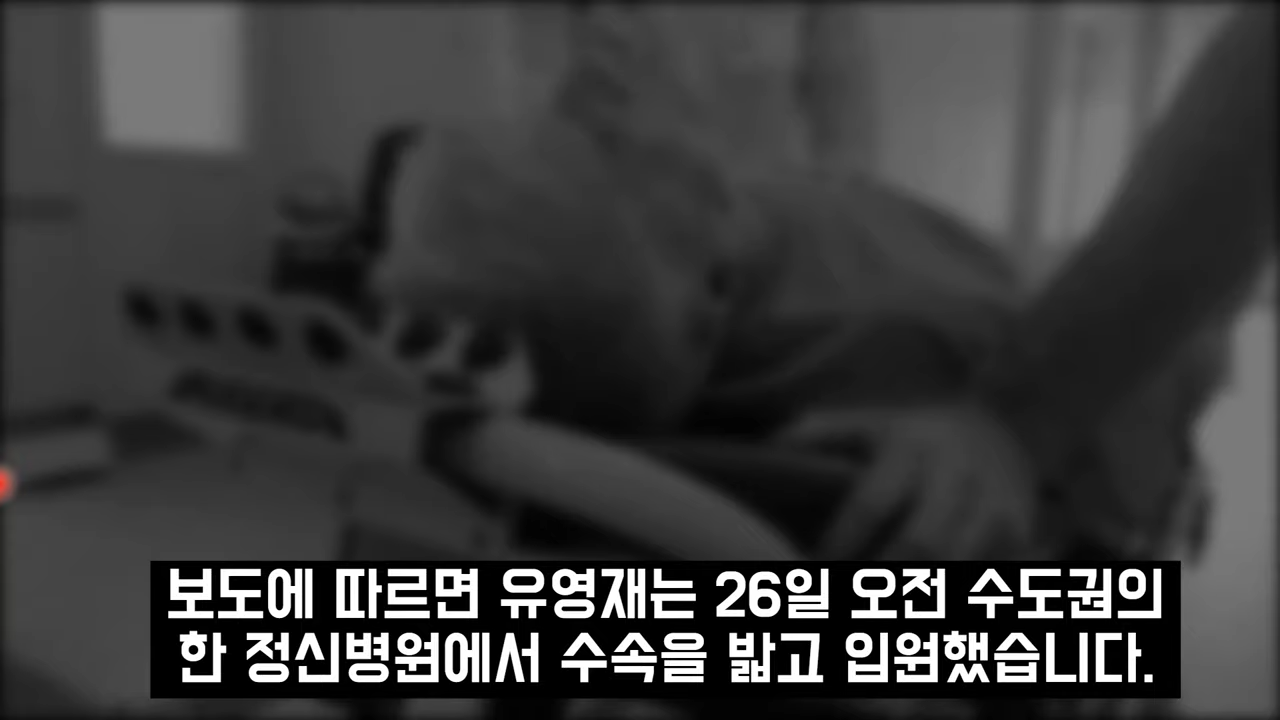 보도에 따르면 유영재는 26일 오전 수도권의
한 정신병원에서 수속을 밟고 입원했습니다.